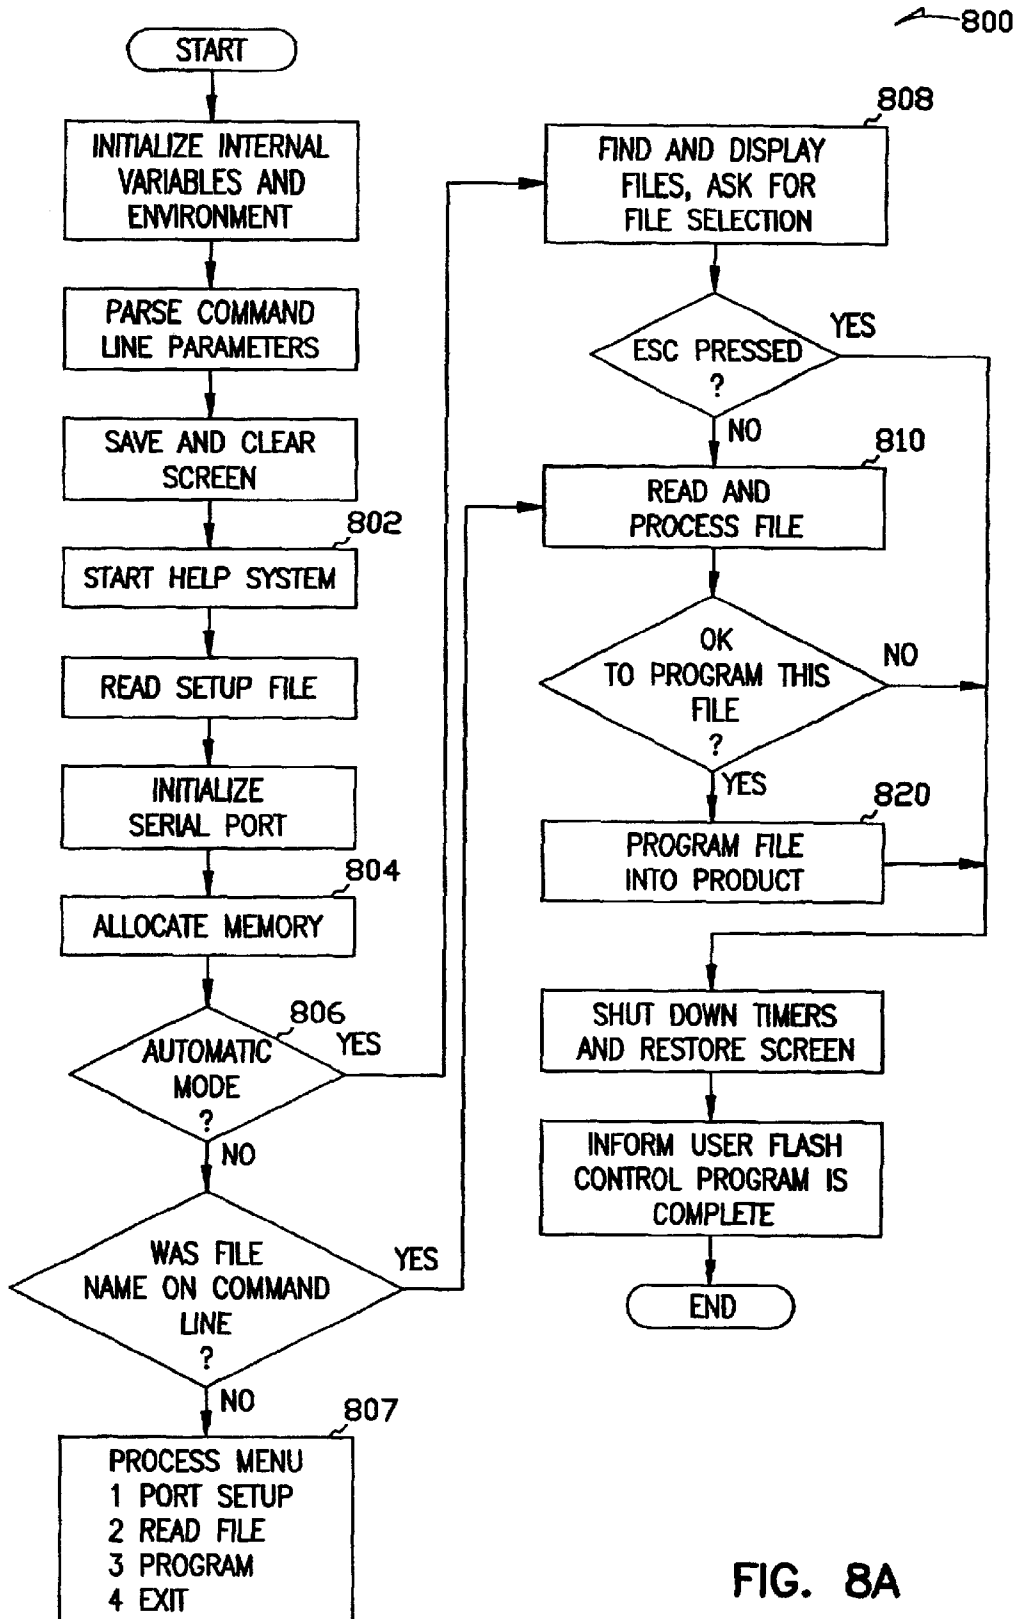 800
START
INITIALIZE INTERNAL
VARIABLES AND
ENVIRONMENT
PARSE COMMAND
LINE PARAMETERS
SAVE AND CLEAR
SCREEN
802
START HELP SYSTEM
READ SETUP FILE
INITIALIZE
SERIAL PORT
804
ALLOCATE MEMORY
806
AUTOMATIC
MODE
?
YES
NO
WAS FILE
NAME ON COMMAND
LINE
?
YES
NO
807
PROCESS MENU
1 PORT SETUP
2 READ FILE
3 PROGRAM
4 EXIT
808
FIND AND DISPLAY
FILES, ASK FOR
FILE SELECTION
ESC PRESSED
?
YES
NO
810
READ AND
PROCESS FILE
OK
TO PROGRAM THIS
FILE
?
NO
YES
820
PROGRAM FILE
INTO PRODUCT
SHUT DOWN TIMERS
AND RESTORE SCREEN
INFORM USER FLASH
CONTROL PROGRAM IS
COMPLETE
END
FIG. 8A